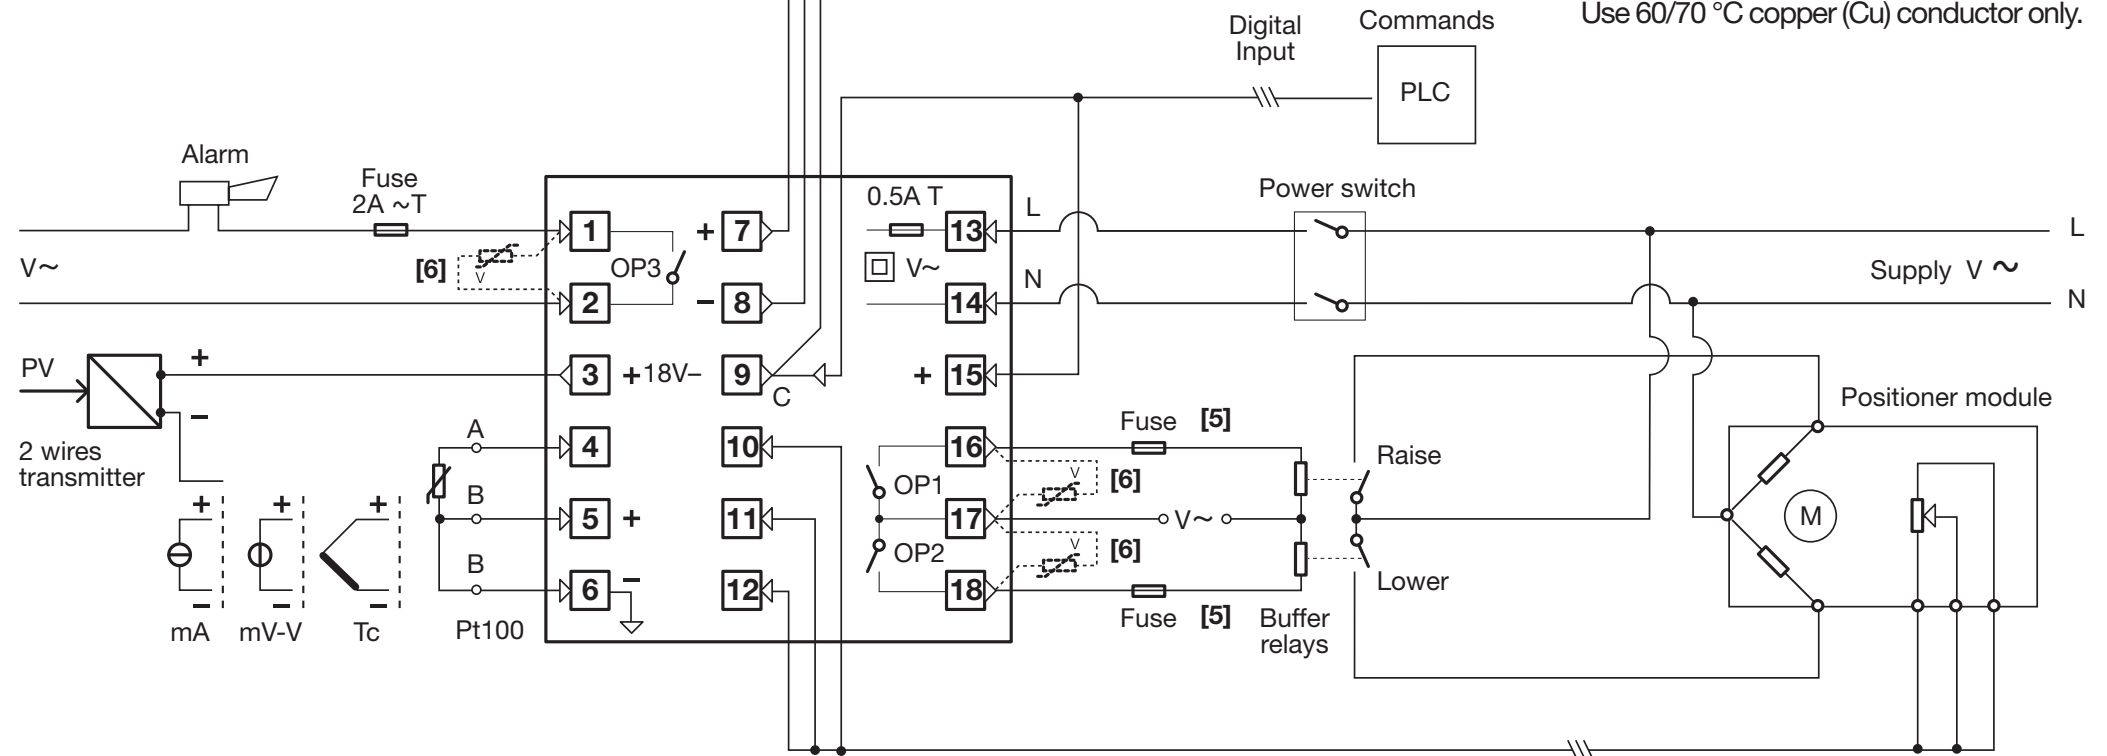 Use 60/70 °C copper (Cu) conductor only.
Digital
Input
Commands
PLC
Alarm
Fuse
2A ~T
0.5A T
Power switch
L
L
1
+ 7
13
V~
[6]
V
OP3
V~
N
Supply V ~
2
– 8
14
N
PV
+
3
+18V–
9
C
+ 15
–
2 wires
transmitter
A
4
10
16
Fuse [5]
Raise
Positioner module
OP1
V
[6]
B
5 +
11
17
V~
M
OP2
V
[6]
B
6 –
12
18
Lower
Fuse [5]
Buffer
relays
+ + +
– – –
mA mV-V Tc Pt100